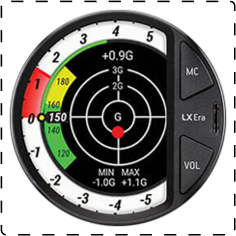 1 2 3 4 5
+0.9G
3G
2G
180
160
0 150
140
120
G
MIN MAX
-1.0G +1.1G
-1 -2 -3 -4 -5
MC
LX Era
VOL